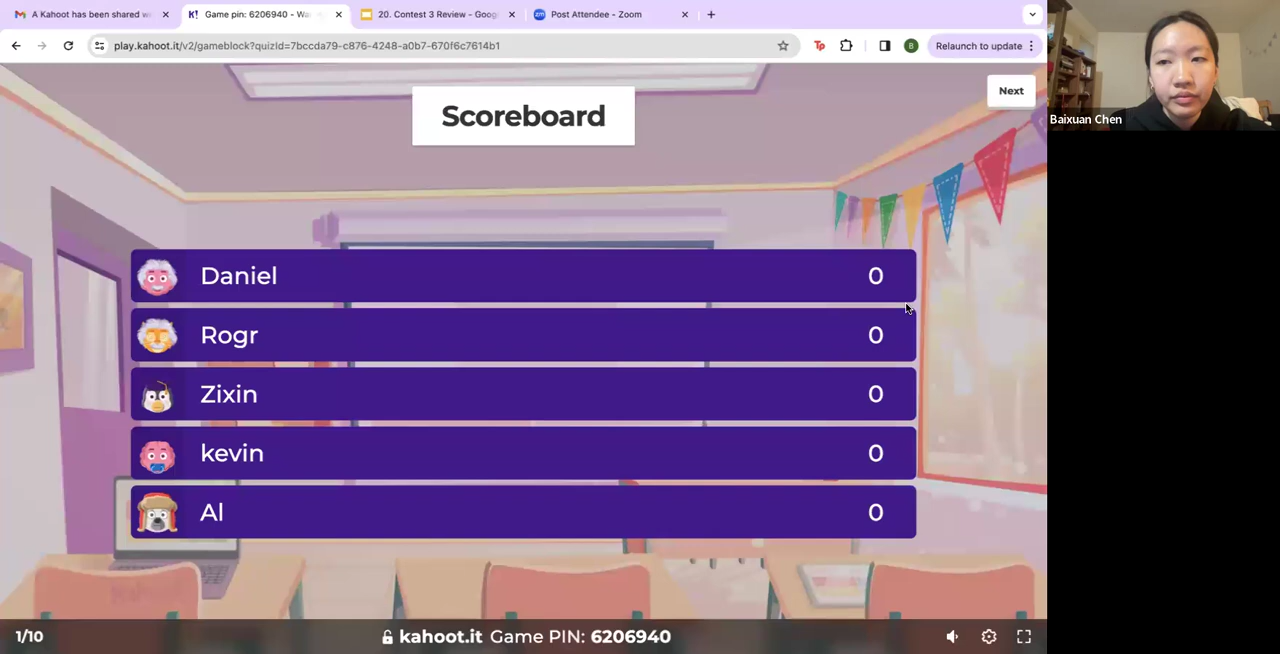 A Kahoot has been shared w
Game pin: 6206940 - Wa
20. Contest 3 Review - Goog
Post Attendee - Zoom
play.kahoot.it/v2/gameblock?quizId=7bccda79-c876-4248-a0b7-670f6c7614b1
Relaunch to update
Scoreboard
Next
Baixuan Chen
Daniel 0
Rogr 0
Zixin 0
kevin 0
Al 0
1/10
kahoot.it Game PIN: 6206940